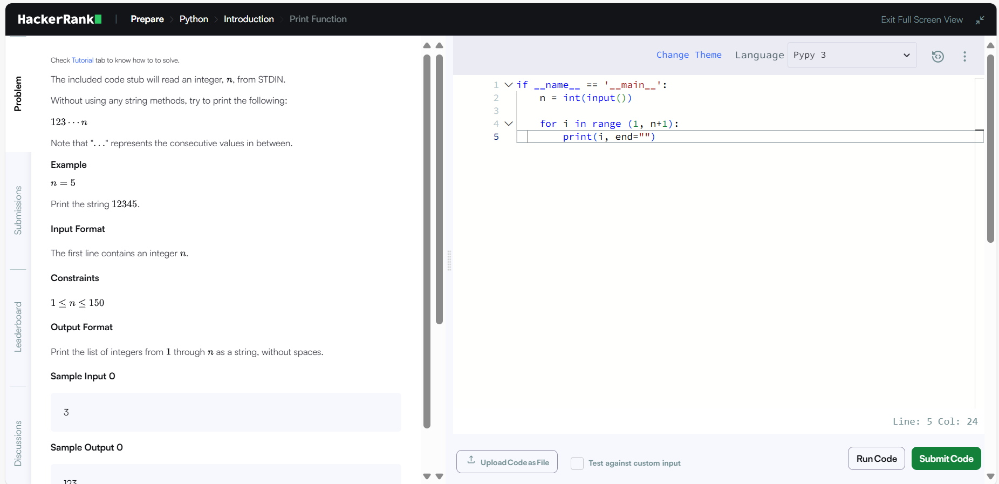 HackerRank | Prepare > Python > Introduction > Print Function
Exit Full Screen View
Problem
Submissions
Leaderboard
Discussions
Check Tutorial tab to know how to to solve.
The included code stub will read an integer, n, from STDIN.
Without using any string methods, try to print the following:
123⋯n
Note that "..." represents the consecutive values in between.
Example
n = 5
Print the string 12345.
Input Format
The first line contains an integer n.
Constraints
1 ≤ n ≤ 150
Output Format
Print the list of integers from 1 through n as a string, without spaces.
Sample Input 0
3
Sample Output 0
123
Change Theme Language Pypy 3
1 if __name__ == '__main__':
2     n = int(input())
3
4     for i in range (1, n+1):
5         print(i, end="")
Line: 5 Col: 24
Upload Code as File
Test against custom input
Run Code
Submit Code